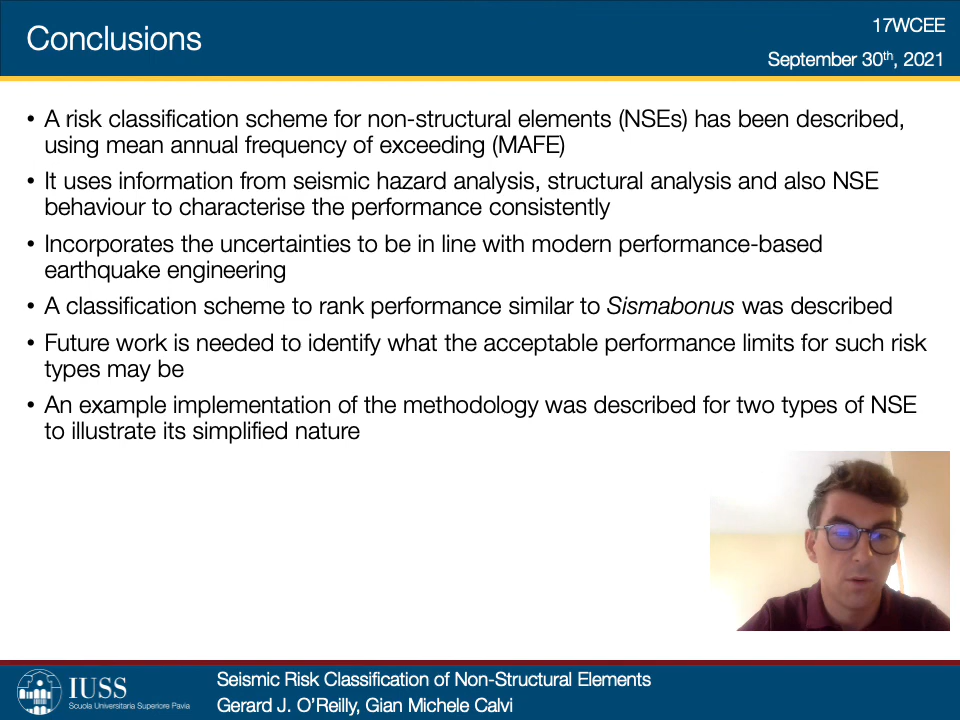 Conclusions
17WCEE
September 30th, 2021
• A risk classification scheme for non-structural elements (NSEs) has been described,
using mean annual frequency of exceeding (MAFE)
• It uses information from seismic hazard analysis, structural analysis and also NSE
behaviour to characterise the performance consistently
• Incorporates the uncertainties to be in line with modern performance-based
earthquake engineering
• A classification scheme to rank performance similar to Sismabonus was described
• Future work is needed to identify what the acceptable performance limits for such risk
types may be
• An example implementation of the methodology was described for two types of NSE
to illustrate its simplified nature
IUSS
Scuola Universitaria Superiore Pavia
Seismic Risk Classification of Non-Structural Elements
Gerard J. O'Reilly, Gian Michele Calvi